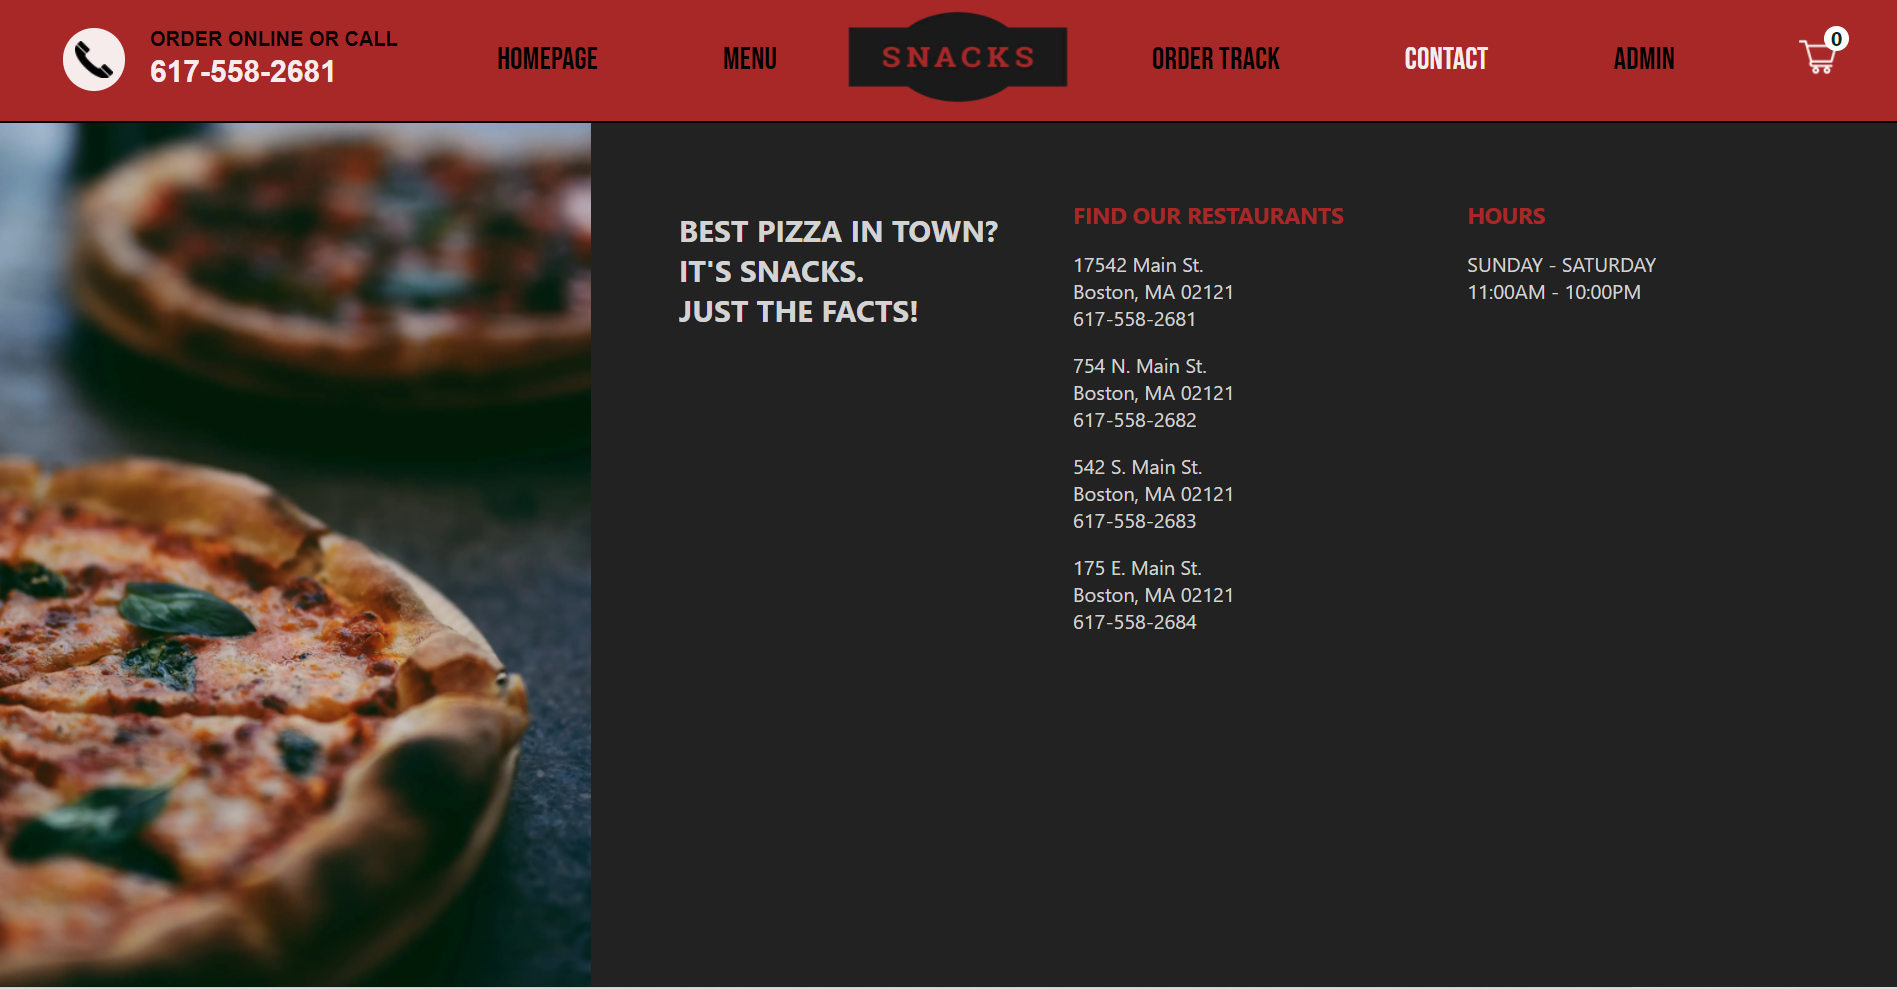 ORDER ONLINE OR CALL
617-558-2681
HOMEPAGE
MENU
SNACKS
ORDER TRACK
CONTACT
ADMIN
0
BEST PIZZA IN TOWN?
IT'S SNACKS.
JUST THE FACTS!
FIND OUR RESTAURANTS
17542 Main St.
Boston, MA 02121
617-558-2681
754 N. Main St.
Boston, MA 02121
617-558-2682
542 S. Main St.
Boston, MA 02121
617-558-2683
175 E. Main St.
Boston, MA 02121
617-558-2684
HOURS
SUNDAY - SATURDAY
11:00AM - 10:00PM